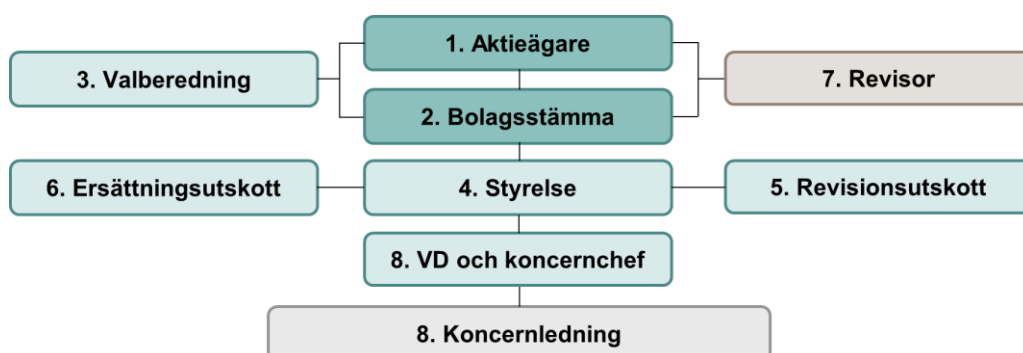 1. Aktieägare
3. Valberedning
7. Revisor
2. Bolagsstämma
6. Ersättningsutskott
4. Styrelse
5. Revisionsutskott
8. VD och koncernchef
8. Koncernledning